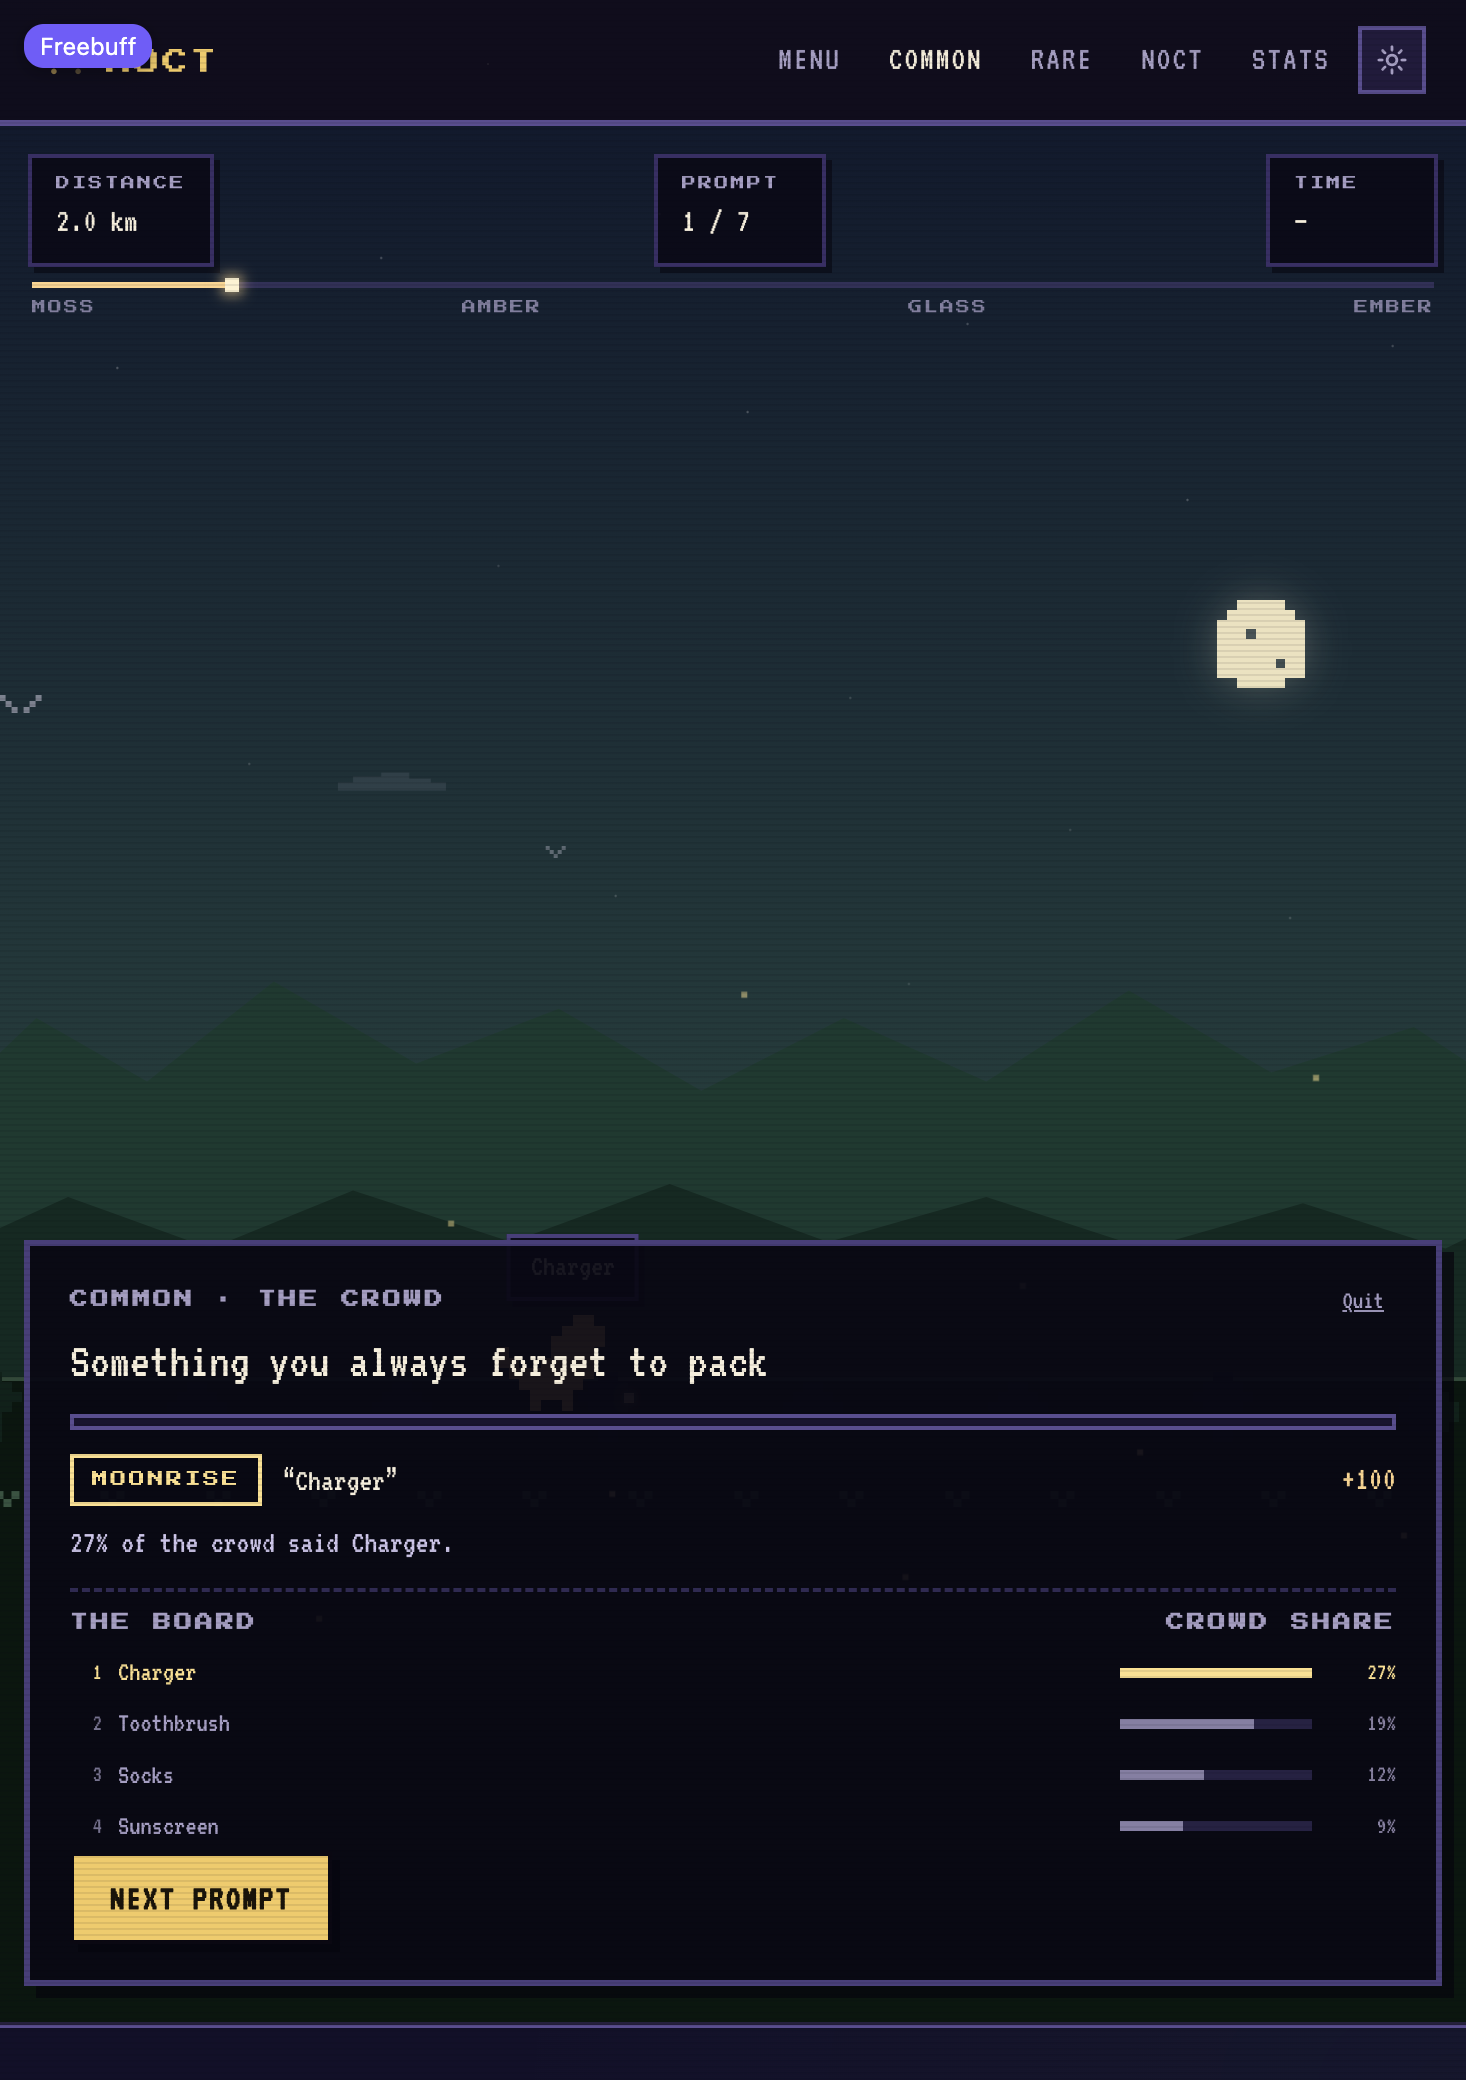 Freebuff
MENU COMMON RARE NOCT STATS
DISTANCE
2.0 km
PROMPT
1 / 7
TIME
–
MOSS AMBER GLASS EMBER
Charger
COMMON · THE CROWD
Quit
Something you always forget to pack
MOONRISE “Charger” +100
27% of the crowd said Charger.
THE BOARD CROWD SHARE
1 Charger 27%
2 Toothbrush 19%
3 Socks 12%
4 Sunscreen 9%
NEXT PROMPT